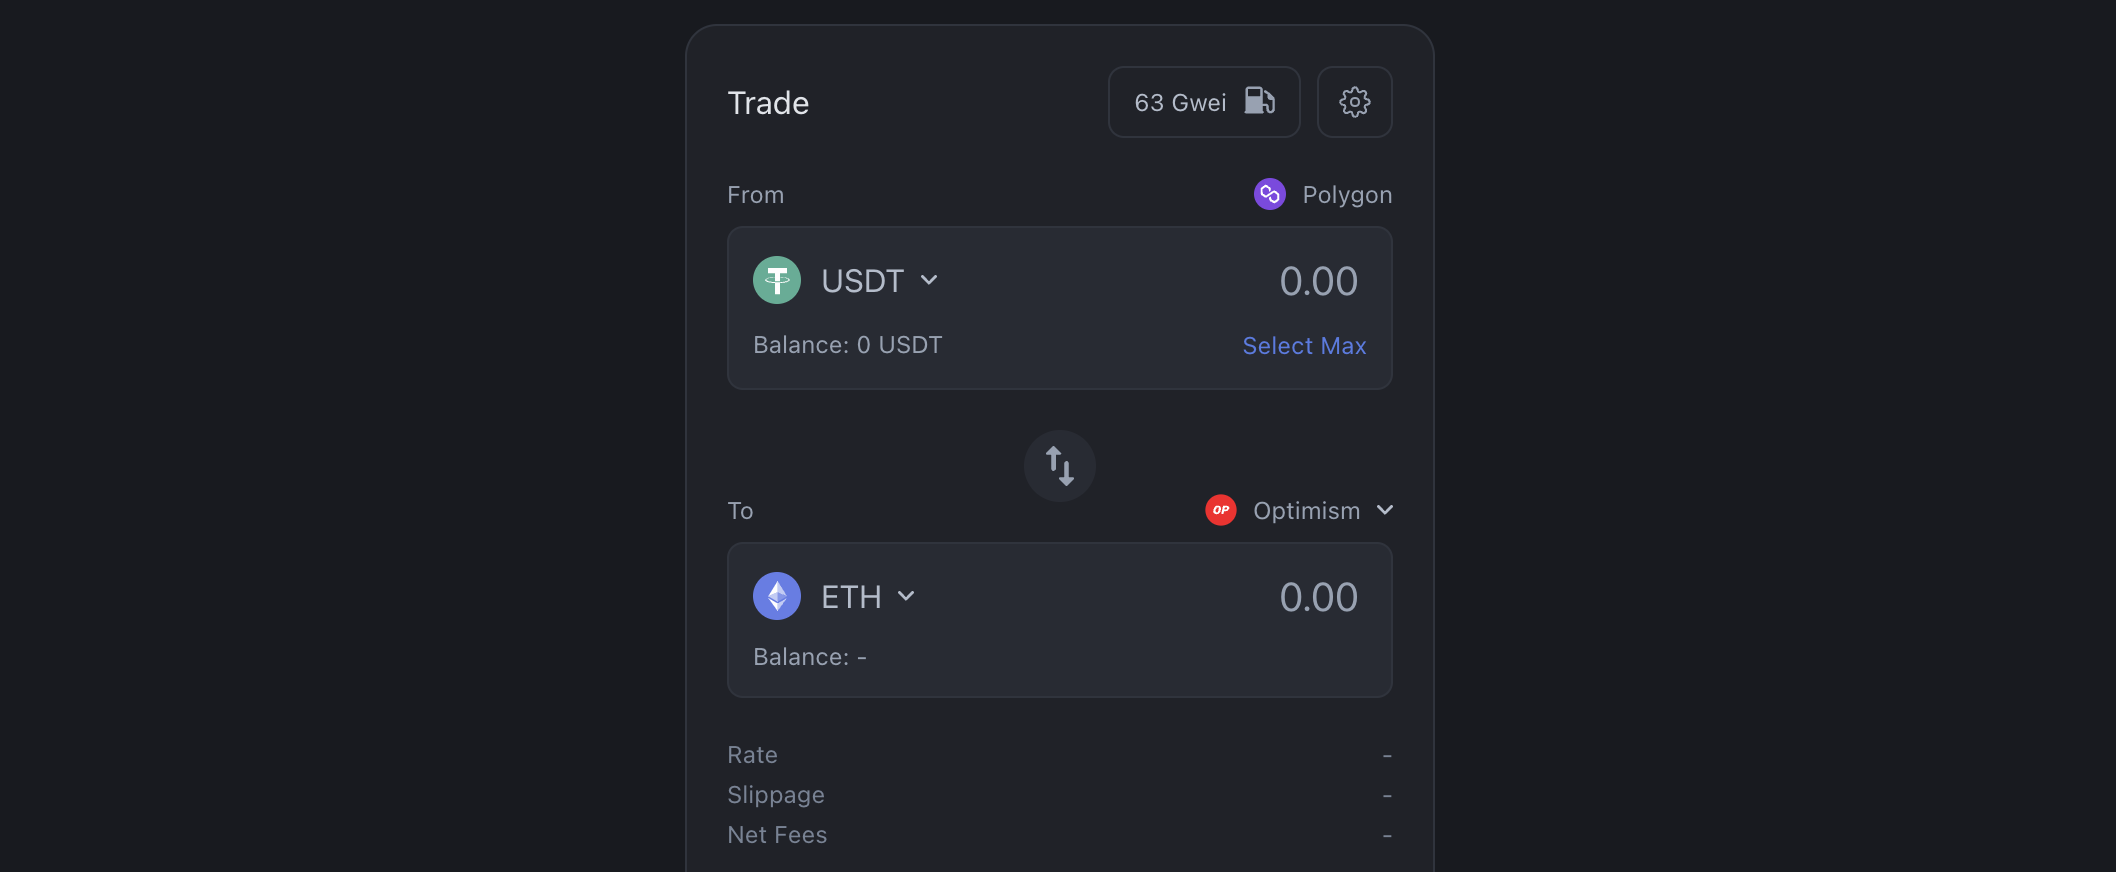 Trade
63 Gwei
From
Polygon
USDT
0.00
Balance: 0 USDT
Select Max
To
OP
Optimism
ETH
0.00
Balance: -
Rate -
Slippage -
Net Fees -